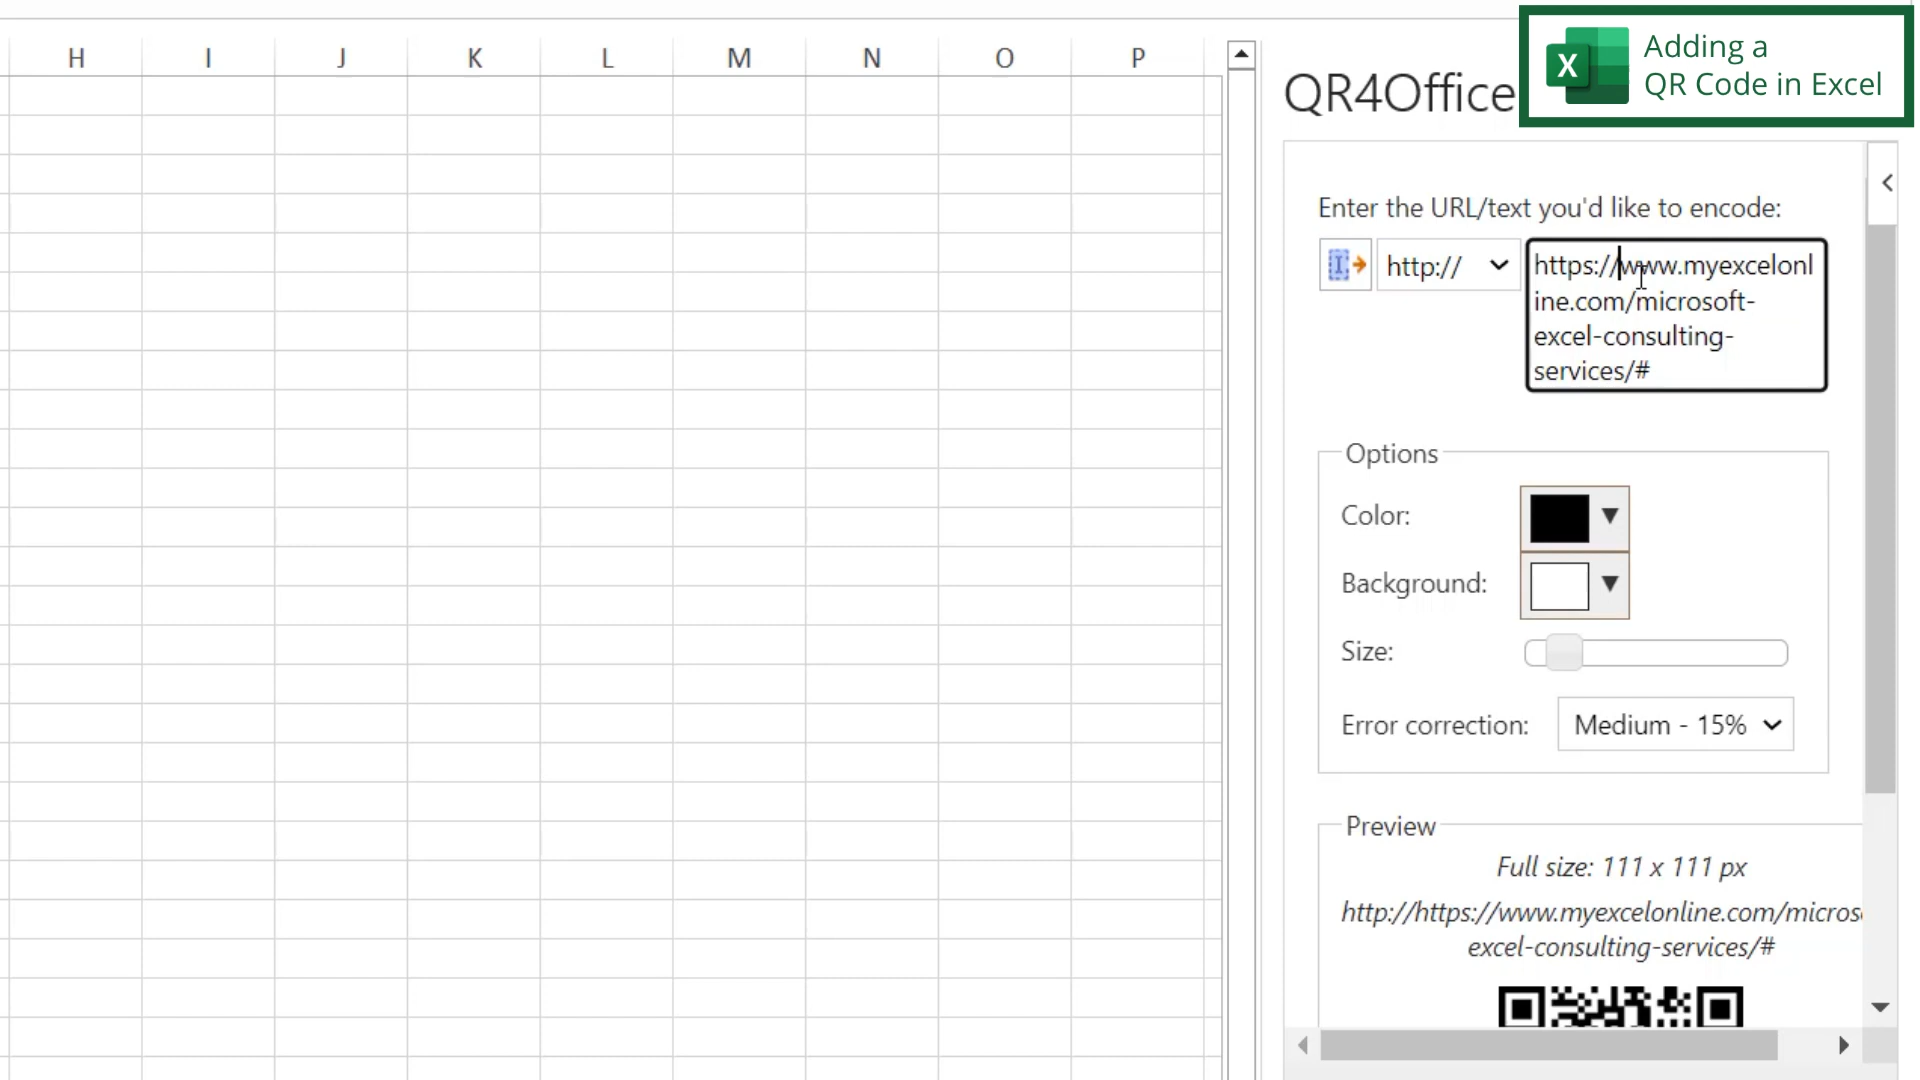 Adding a
QR Code in Excel
X
H I J K L M N O P
QR4Office
Enter the URL/text you'd like to encode:
http://
https://www.myexcelonl
ine.com/microsoft-
excel-consulting-
services/#
Options
Color:
Background:
Size:
Error correction: Medium - 15%
Preview
Full size: 111 x 111 px
http://https://www.myexcelonline.com/micros
excel-consulting-services/#